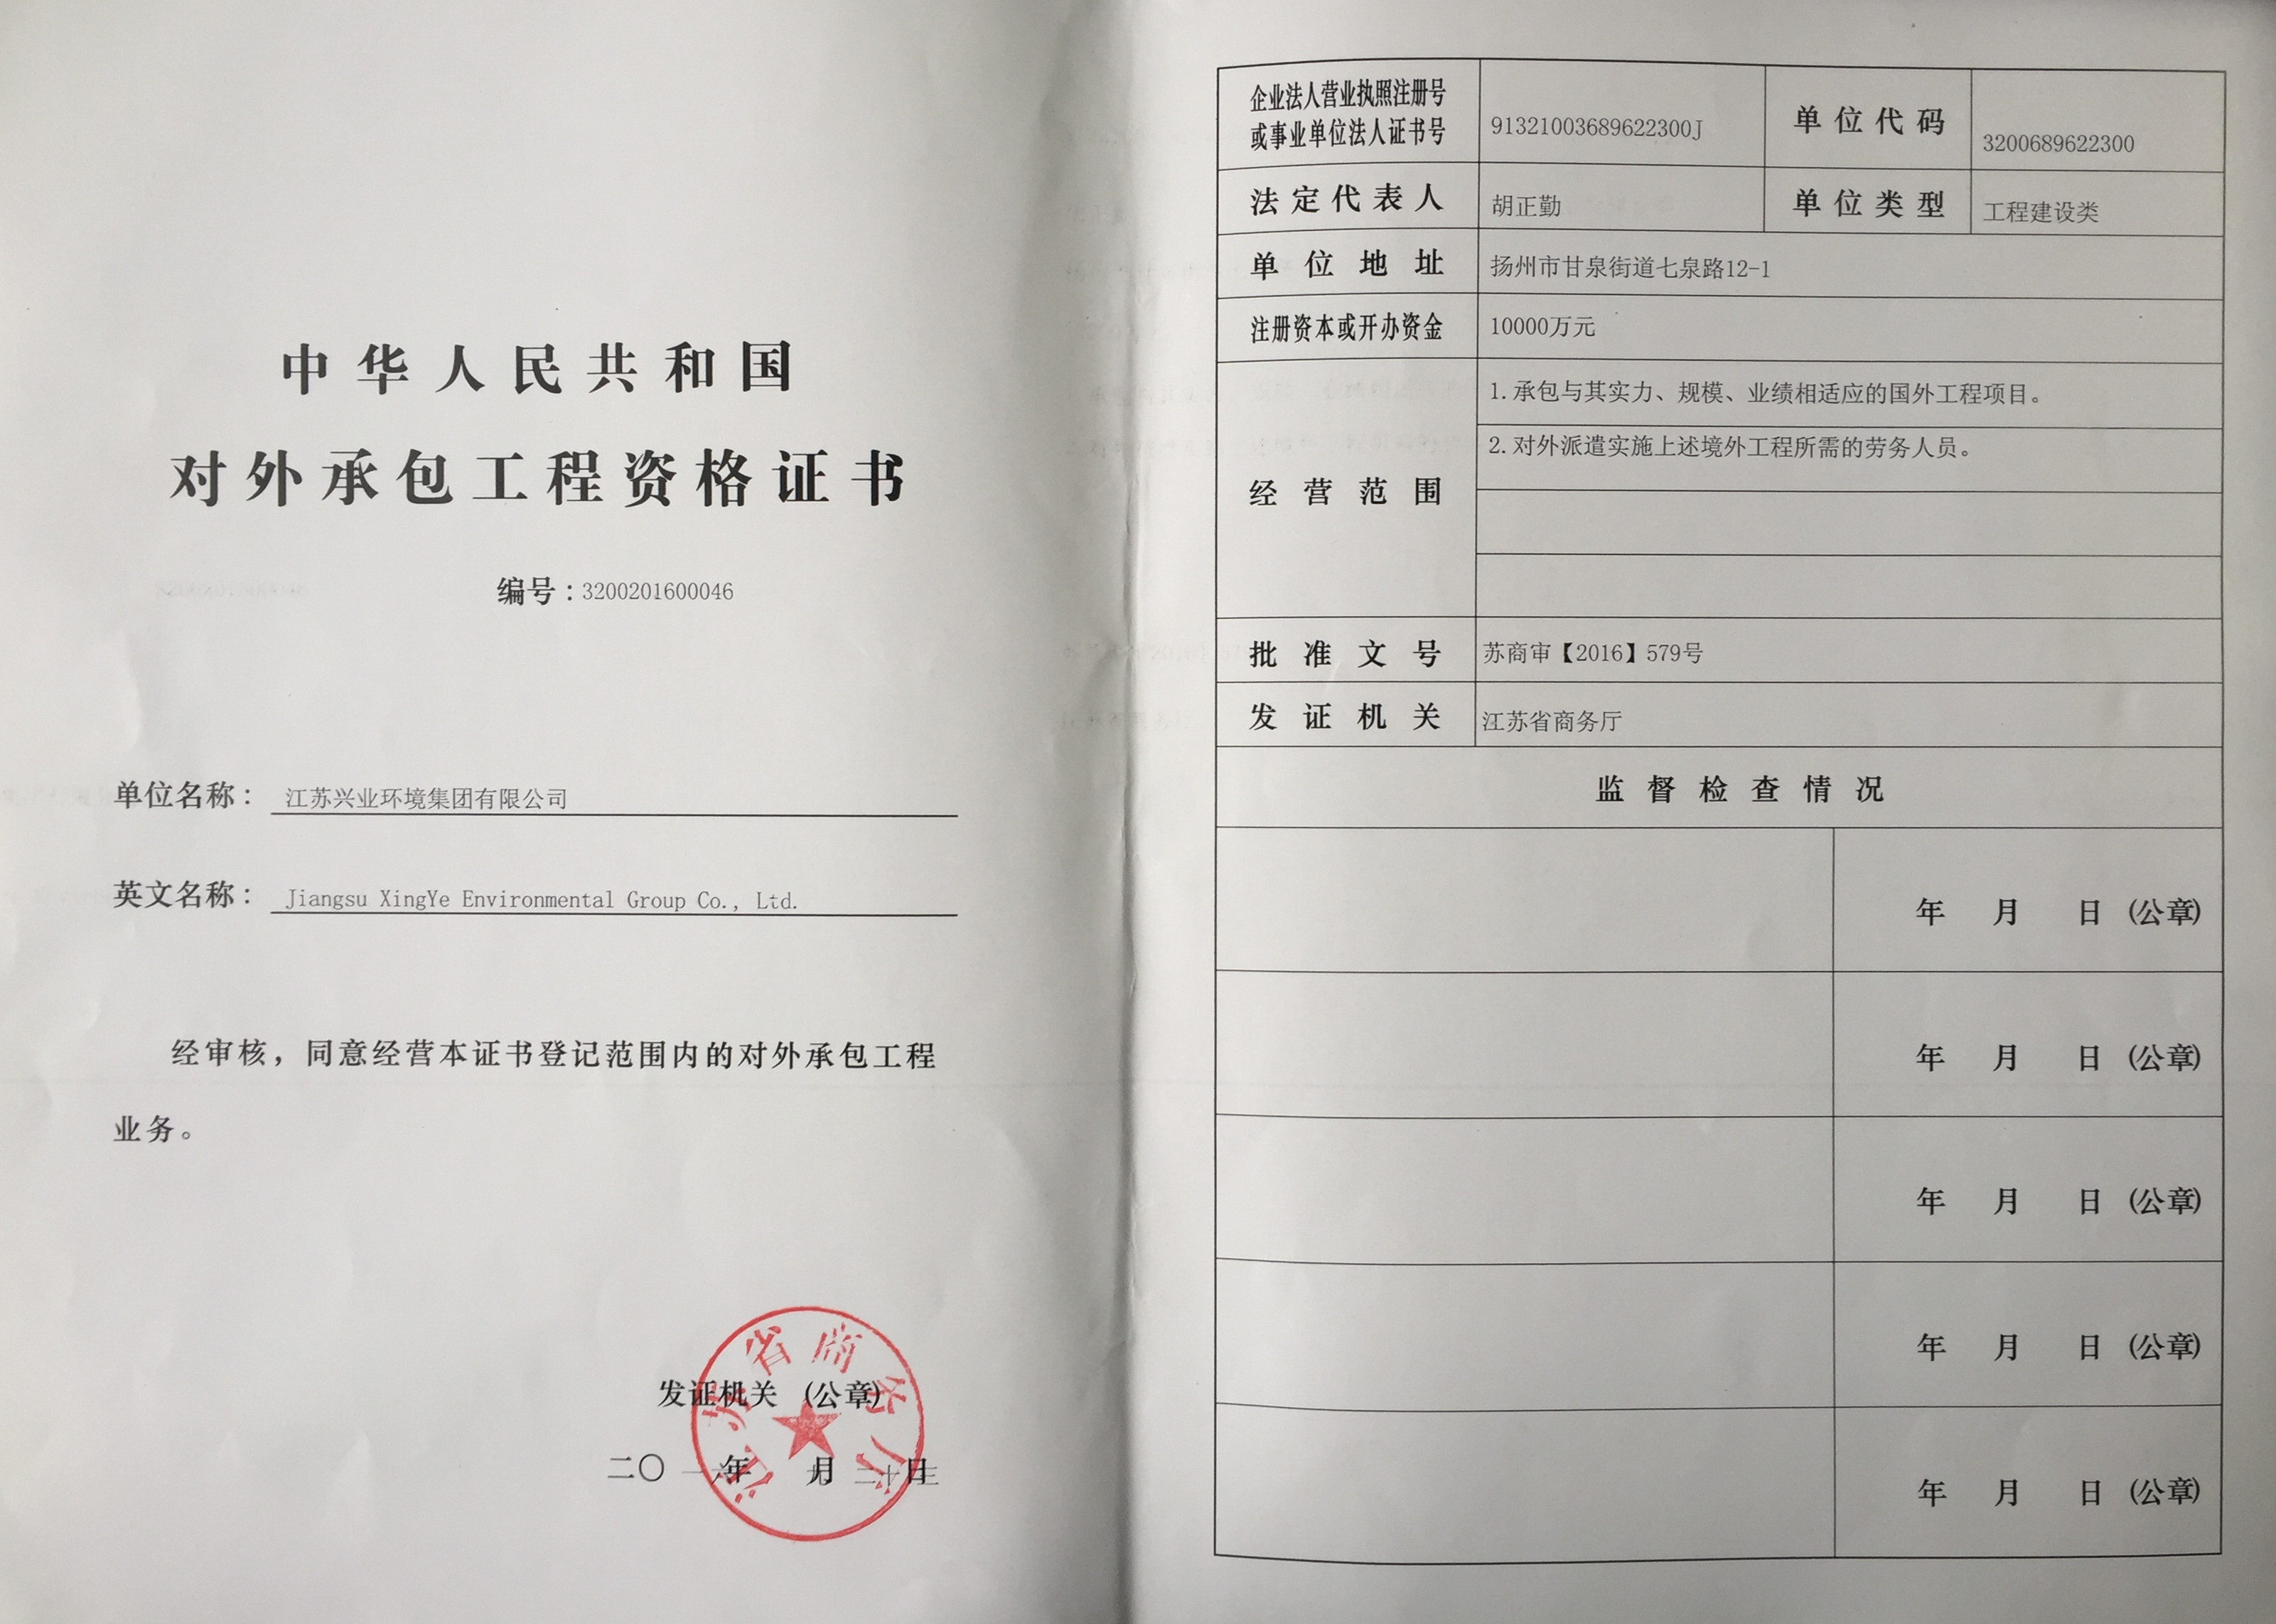 中华人民共和国
对外承包工程资格证书
编号：3200201600046
单位名称： 江苏兴业环境集团有限公司
英文名称： Jiangsu XingYe Environmental Group Co., Ltd.
经审核，同意经营本证书登记范围内的对外承包工程
业务。
发证机关 (公章)
二〇一六年 月 二十三日
江苏省商务厅
企业法人营业执照注册号
或事业单位法人证书号
91321003689622300J
单位代码
3200689622300
法定代表人 胡正勤 单位类型 工程建设类
单位地址 扬州市甘泉街道七泉路12-1
注册资本或开办资金 10000万元
经营范围
1.承包与其实力、规模、业绩相适应的国外工程项目。
2.对外派遣实施上述境外工程所需的劳务人员。
批准文号 苏商审【2016】579号
发证机关 江苏省商务厅
监督检查情况
年 月 日 (公章)
年 月 日 (公章)
年 月 日 (公章)
年 月 日 (公章)
年 月 日 (公章)